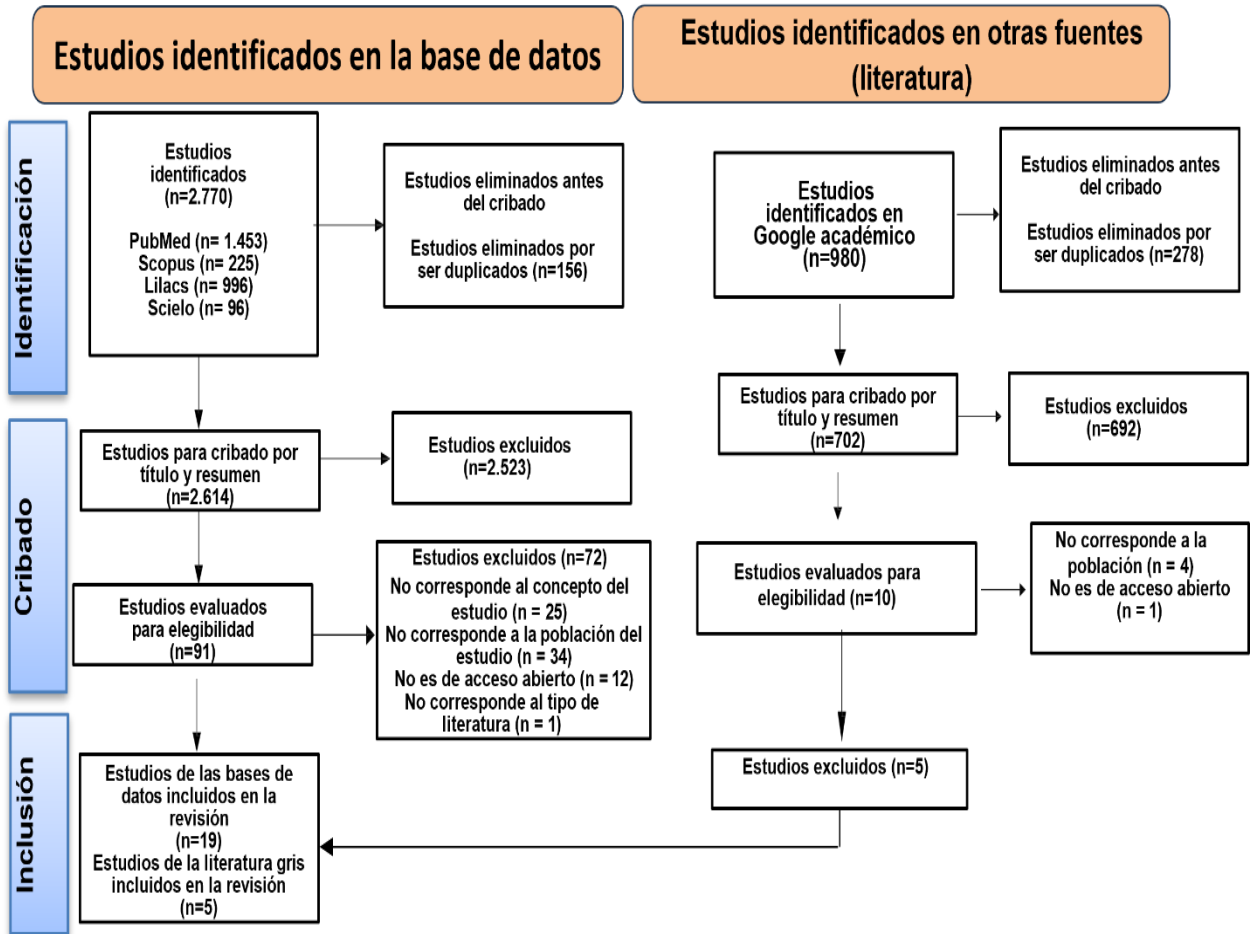 Estudios identificados en la base de datos
Estudios identificados en otras fuentes
(literatura)
Identificación
Estudios
identificados
(n=2.770)
PubMed (n= 1.453)
Scopus (n= 225)
Lilacs (n= 996)
Scielo (n= 96)
Estudios eliminados antes
del cribado
Estudios eliminados por
ser duplicados (n=156)
Estudios
identificados en
Google académico
(n=980)
Estudios eliminados antes
del cribado
Estudios eliminados por
ser duplicados (n=278)
Cribado
Estudios para cribado por
título y resumen
(n=2.614)
Estudios excluidos
(n=2.523)
Estudios para cribado por
título y resumen
(n=702)
Estudios excluidos
(n=692)
Estudios evaluados
para elegibilidad
(n=91)
Estudios excluidos (n=72)
No corresponde al concepto del
estudio (n = 25)
No corresponde a la población del
estudio (n = 34)
No es de acceso abierto (n = 12)
No corresponde al tipo de
literatura (n = 1)
Estudios evaluados para
elegibilidad (n=10)
No corresponde a la
población (n = 4)
No es de acceso abierto
(n = 1)
Inclusión
Estudios de las bases de
datos incluidos en la
revisión
(n=19)
Estudios de la literatura gris
incluidos en la revisión
(n=5)
Estudios excluidos (n=5)